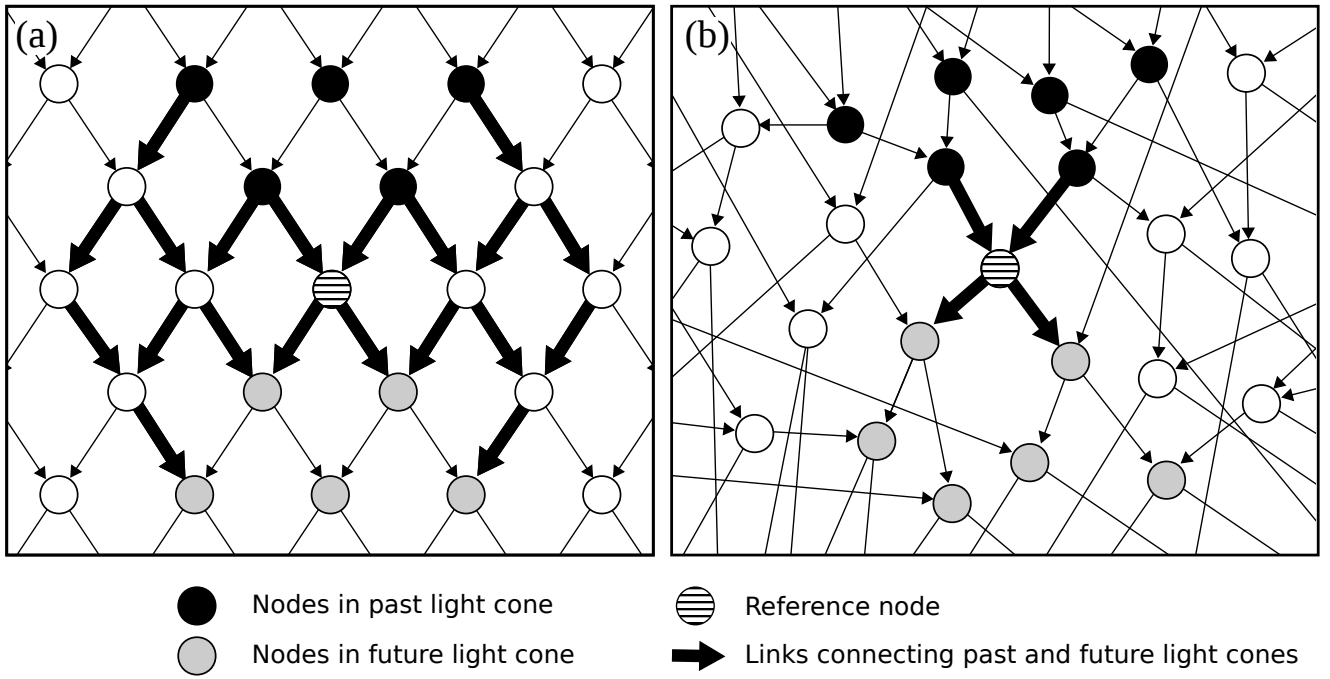 (a)
(b)
Nodes in past light cone
Reference node
Nodes in future light cone
Links connecting past and future light cones